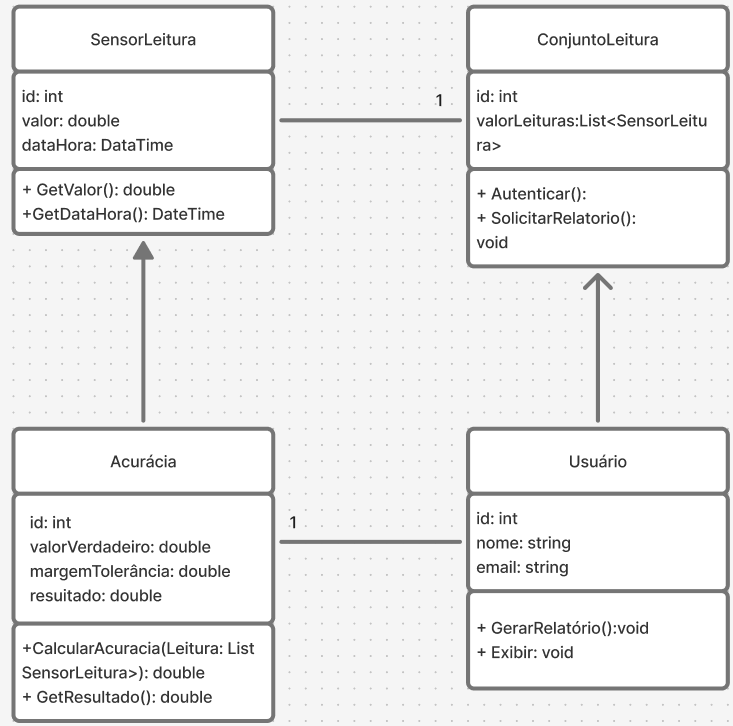 SensorLeitura
id: int
valor: double
dataHora: DataTime
+ GetValor(): double
+GetDataHora(): DateTime
1
ConjuntoLeitura
id: int
valorLeituras:List<SensorLeitu
ra>
+ Autenticar():
+ SolicitarRelatorio():
void
Acurácia
id: int
valorVerdadeiro: double
margemTolerância: double
resuitado: double
+CalcularAcuracia(Leitura: List
SensorLeitura>): double
+ GetResultado(): double
1
Usuário
id: int
nome: string
email: string
+ GerarRelatório():void
+ Exibir: void